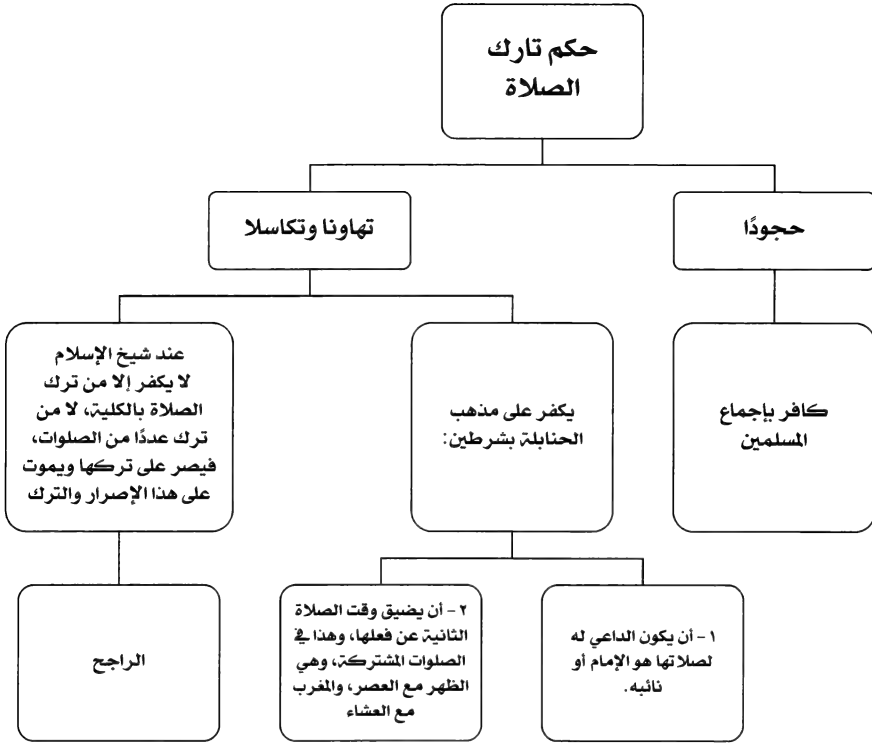 حكم تارك
الصلاة
حجودًا
تهاونا وتكاسلا
كافر بإجماع
المسلمين
يكفر على مذهب
الحنابلة بشرطين:
عند شيخ الإسلام
لا يكفر إلا من ترك
الصلاة بالكلية، لا من
ترك عددًا من الصلوات،
فيصر على تركها ويموت
على هذا الإصرار والترك
١ - أن يكون الداعي له
لصلاتها هو الإمام أو
نائبه.
٢ - أن يضيق وقت الصلاة
الثانية عن فعلها، وهذا في
الصلوات المشتركة، وهي
الظهر مع العصر، والمغرب
مع العشاء
الراجح